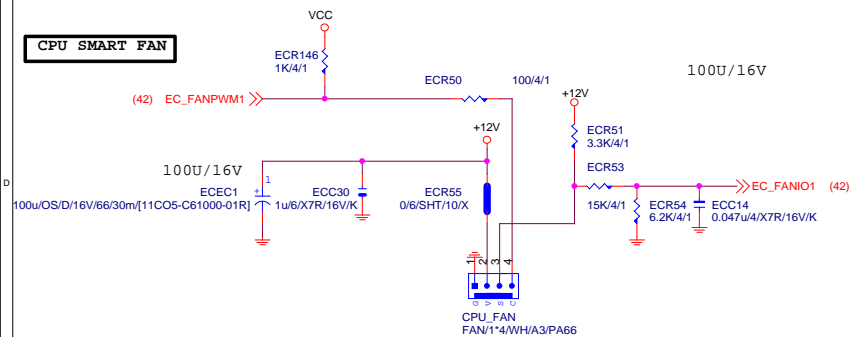 CPU SMART FAN
VCC
ECR146
1K/4/1
(42) EC_FANPWM1
ECR50 100/4/1
100U/16V
+12V
ECR51
3.3K/4/1
+12V
100U/16V
ECEC1
1
+
100u/OS/D/16V/66/30m/[11CO5-C61000-01R]
ECC30
1u/6/X7R/16V/K
ECR55
0/6/SHT/10/X
ECR53
15K/4/1
EC_FANIO1 (42)
ECR54
6.2K/4/1
ECC14
0.047u/4/X7R/16V/K
D
1 2 3 4
G V S C
CPU_FAN
FAN/1*4/WH/A3/PA66